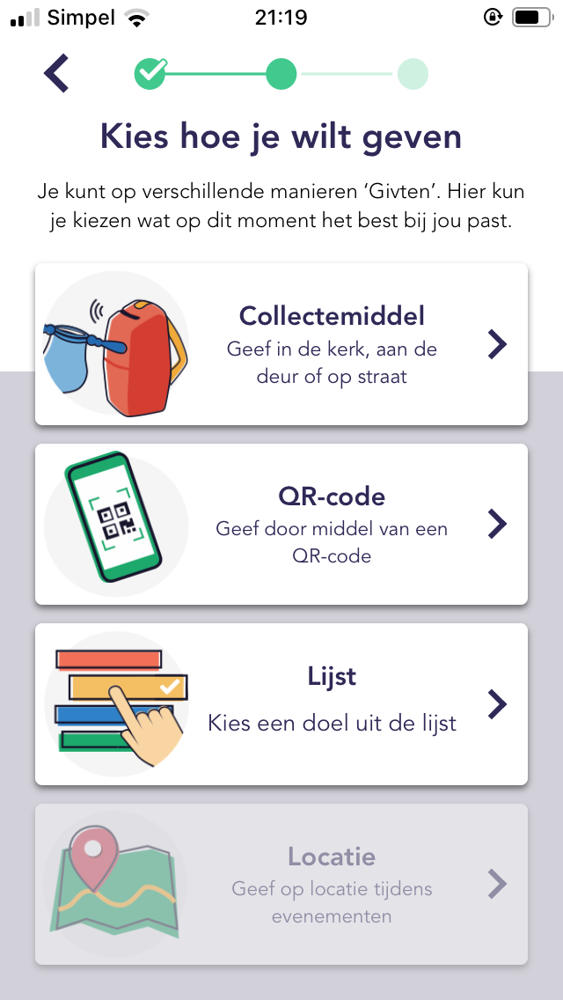 Simpel 21:19
Kies hoe je wilt geven
Je kunt op verschillende manieren ‘Givten’. Hier kun
je kiezen wat op dit moment het best bij jou past.
Collectemiddel
Geef in de kerk, aan de
deur of op straat
QR-code
Geef door middel van een
QR-code
Lijst
Kies een doel uit de lijst
Locatie
Geef op locatie tijdens
evenementen